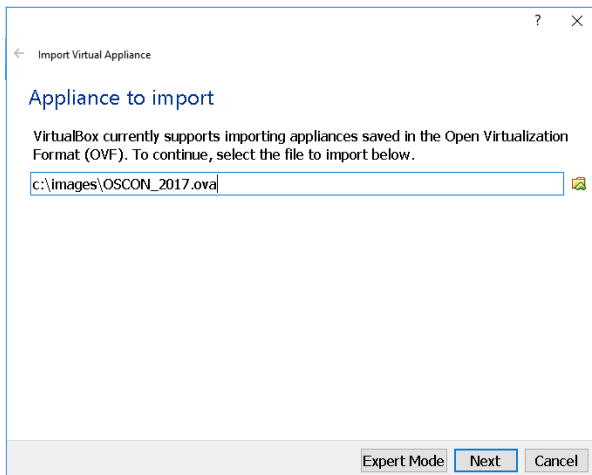 ?
Import Virtual Appliance
Appliance to import
VirtualBox currently supports importing appliances saved in the Open Virtualization
Format (OVF). To continue, select the file to import below.
c:\images\OSCON_2017.ova
Expert Mode Next Cancel